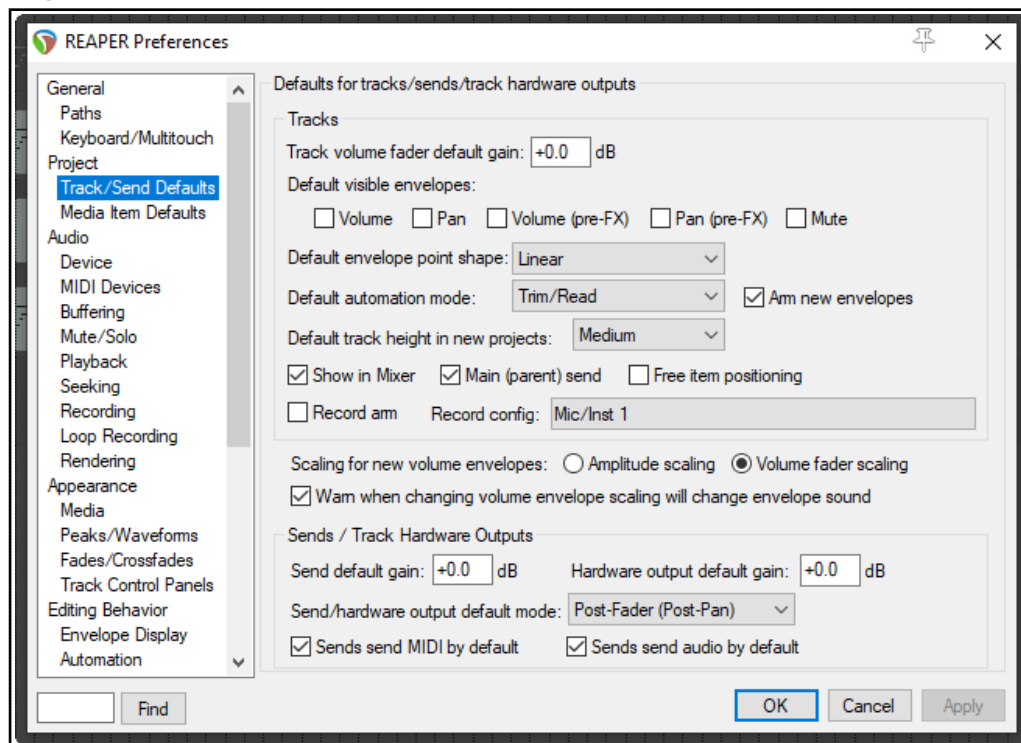 REAPER Preferences
General
Paths
Keyboard/Multitouch
Project
Track/Send Defaults
Media Item Defaults
Audio
Device
MIDI Devices
Buffering
Mute/Solo
Playback
Seeking
Recording
Loop Recording
Rendering
Appearance
Media
Peaks/Waveforms
Fades/Crossfades
Track Control Panels
Editing Behavior
Envelope Display
Automation
Find
Defaults for tracks/sends/track hardware outputs
Tracks
Track volume fader default gain: +0.0 dB
Default visible envelopes:
Volume Pan Volume (pre-FX) Pan (pre-FX) Mute
Default envelope point shape: Linear
Default automation mode: Trim/Read Arm new envelopes
Default track height in new projects: Medium
Show in Mixer Main (parent) send Free item positioning
Record arm Record config: Mic/Inst 1
Scaling for new volume envelopes: Amplitude scaling Volume fader scaling
Warn when changing volume envelope scaling will change envelope sound
Sends / Track Hardware Outputs
Send default gain: +0.0 dB Hardware output default gain: +0.0 dB
Send/hardware output default mode: Post-Fader (Post-Pan)
Sends send MIDI by default Sends send audio by default
OK Cancel Apply